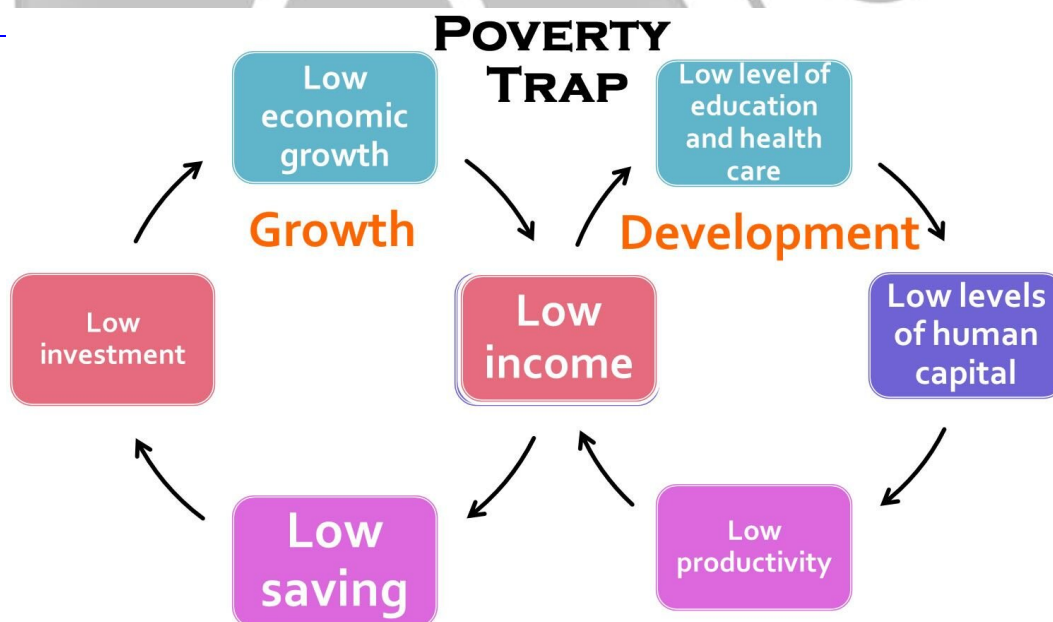 POVERTY
TRAP
Low
economic
growth
Low level of
education
and health
care
Growth
Development
Low
investment
Low
income
Low levels
of human
capital
Low
saving
Low
productivity